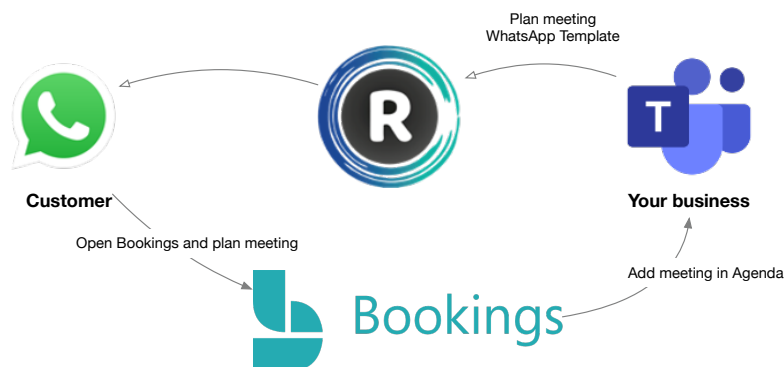 Plan meeting
WhatsApp Template
R
T
Customer
Your business
Open Bookings and plan meeting
Add meeting in Agenda
Bookings